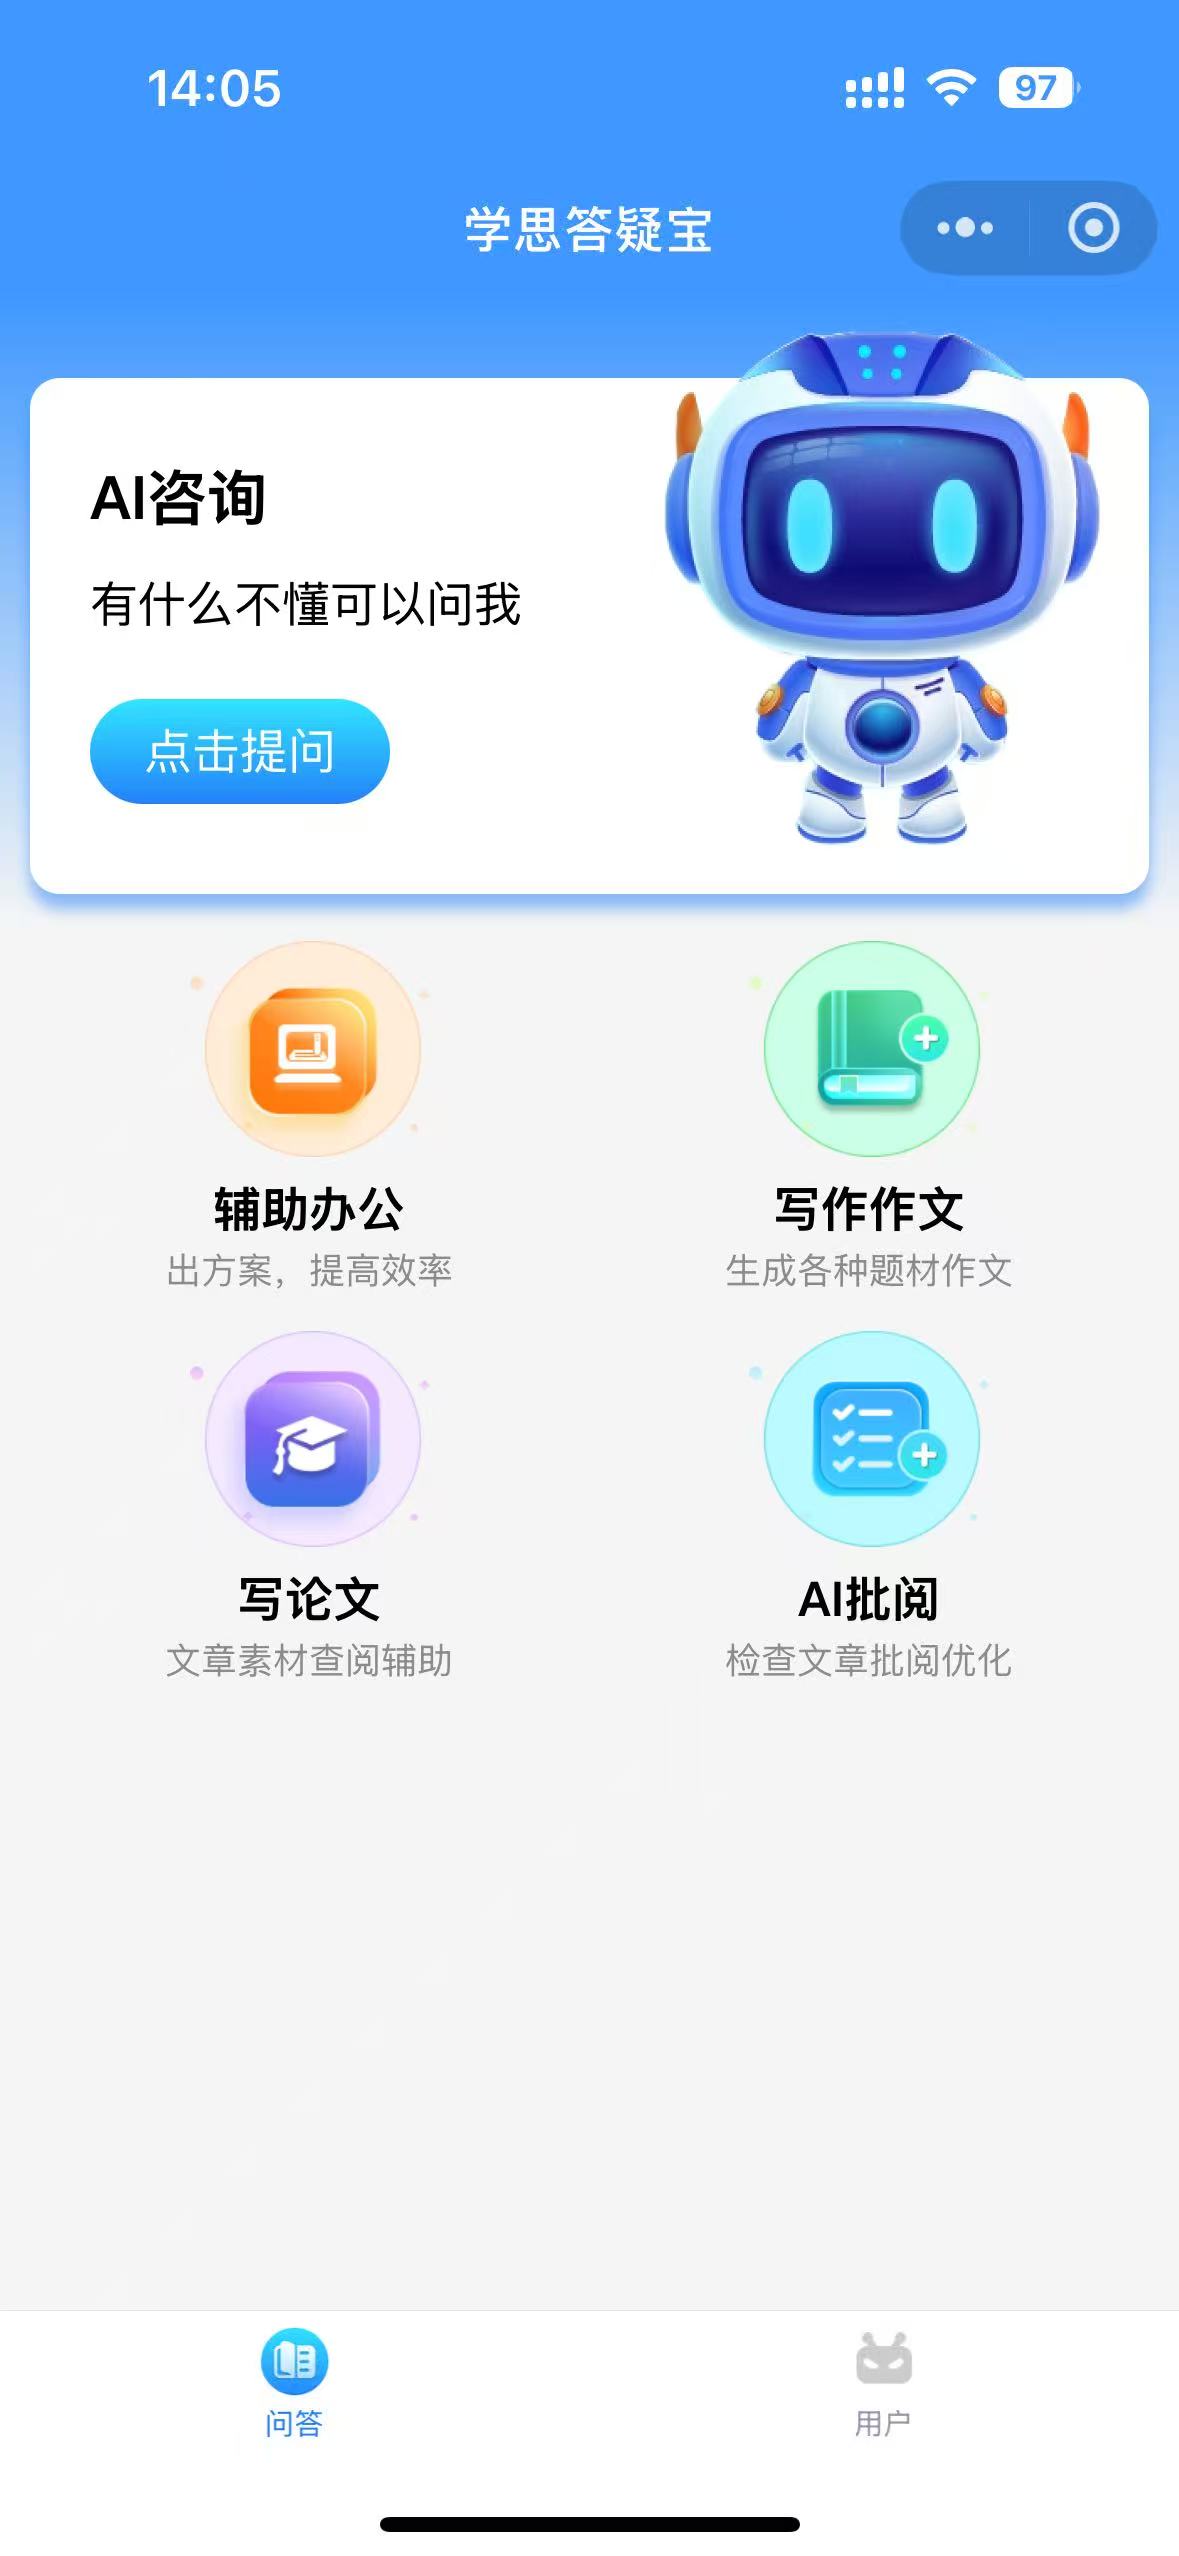 14:05
97
学思答疑宝
AI咨询
有什么不懂可以问我
点击提问
辅助办公
写作作文
出方案，提高效率
生成各种题材作文
写论文
AI批阅
文章素材查阅辅助
检查文章批阅优化
问答
用户